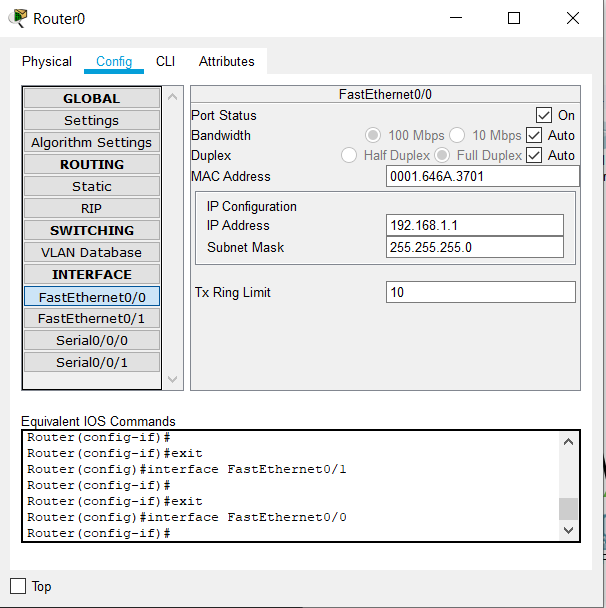 Router0
Physical Config CLI Attributes
GLOBAL
Settings
Algorithm Settings
ROUTING
Static
RIP
SWITCHING
VLAN Database
INTERFACE
FastEthernet0/0
FastEthernet0/1
Serial0/0/0
Serial0/0/1
FastEthernet0/0
Port Status On
Bandwidth 100 Mbps 10 Mbps Auto
Duplex Half Duplex Full Duplex Auto
MAC Address 0001.646A.3701
IP Configuration
IP Address 192.168.1.1
Subnet Mask 255.255.255.0
Tx Ring Limit 10
Equivalent IOS Commands
Router(config-if)#
Router(config-if)#exit
Router(config)#interface FastEthernet0/1
Router(config-if)#
Router(config-if)#exit
Router(config)#interface FastEthernet0/0
Router(config-if)#
Top